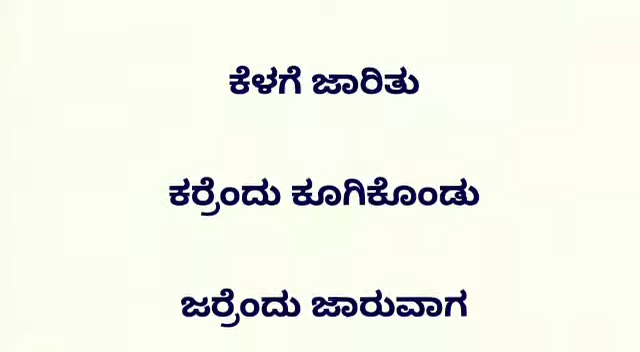 ಕೆಳಗೆ ಜಾರಿತು
ಕರ್ರೆಂದು ಕೂಗಿಕೊಂಡು
ಜರ್ರೆಂದು ಜಾರುವಾಗ